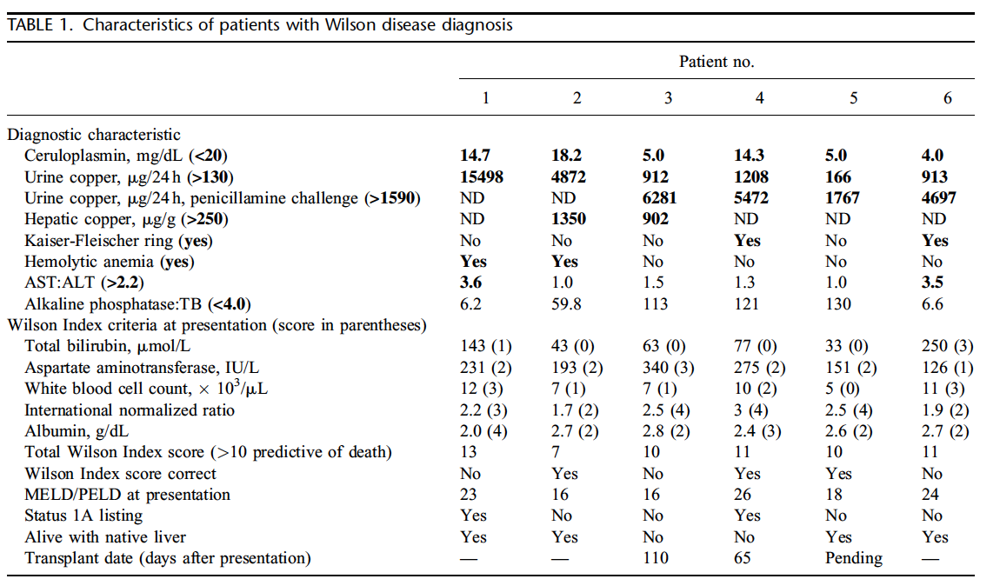 TABLE 1. Characteristics of patients with Wilson disease diagnosis
Patient no.
1 2 3 4 5 6
Diagnostic characteristic
Ceruloplasmin, mg/dL (<20) 14.7 18.2 5.0 14.3 5.0 4.0
Urine copper, μg/24 h (>130) 15498 4872 912 1208 166 913
Urine copper, μg/24 h, penicillamine challenge (>1590) ND ND 6281 5472 1767 4697
Hepatic copper, μg/g (>250) ND 1350 902 ND ND ND
Kaiser-Fleischer ring (yes) No No No Yes No Yes
Hemolytic anemia (yes) Yes Yes No No No No
AST:ALT (>2.2) 3.6 1.0 1.5 1.3 1.0 3.5
Alkaline phosphatase:TB (<4.0) 6.2 59.8 113 121 130 6.6
Wilson Index criteria at presentation (score in parentheses)
Total bilirubin, μmol/L 143 (1) 43 (0) 63 (0) 77 (0) 33 (0) 250 (3)
Aspartate aminotransferase, IU/L 231 (2) 193 (2) 340 (3) 275 (2) 151 (2) 126 (1)
White blood cell count, × 10³/μL 12 (3) 7 (1) 7 (1) 10 (2) 5 (0) 11 (3)
International normalized ratio 2.2 (3) 1.7 (2) 2.5 (4) 3 (4) 2.5 (4) 1.9 (2)
Albumin, g/dL 2.0 (4) 2.7 (2) 2.8 (2) 2.4 (3) 2.6 (2) 2.7 (2)
Total Wilson Index score (>10 predictive of death) 13 7 10 11 10 11
Wilson Index score correct No Yes No Yes Yes No
MELD/PELD at presentation 23 16 16 26 18 24
Status 1A listing Yes No No Yes No No
Alive with native liver Yes Yes No No Yes Yes
Transplant date (days after presentation) — — 110 65 Pending —